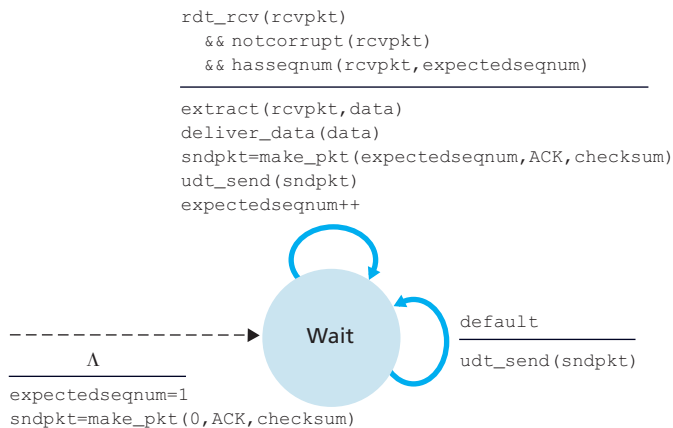 rdt_rcv(rcvpkt)
&& notcorrupt(rcvpkt)
&& hasseqnum(rcvpkt,expectedseqnum)
extract(rcvpkt,data)
deliver_data(data)
sndpkt=make_pkt(expectedseqnum,ACK,checksum)
udt_send(sndpkt)
expectedseqnum++
Wait
default
udt_send(sndpkt)
Λ
expectedseqnum=1
sndpkt=make_pkt(0,ACK,checksum)